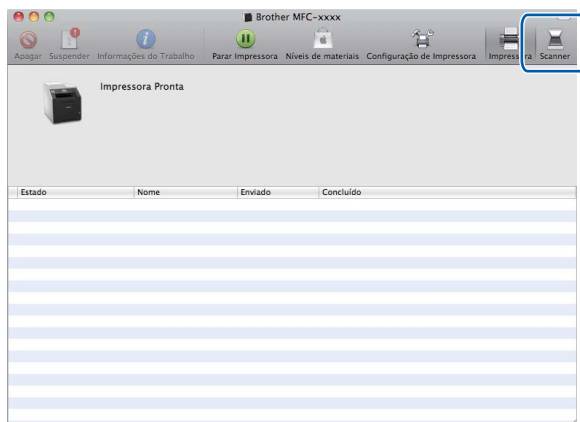 Brother MFC-xxxx
Apagar Suspender Informações do Trabalho Parar Impressora Níveis de materiais Configuração de Impressora Impressora Scanner
Impressora Pronta
Estado Nome Enviado Concluído